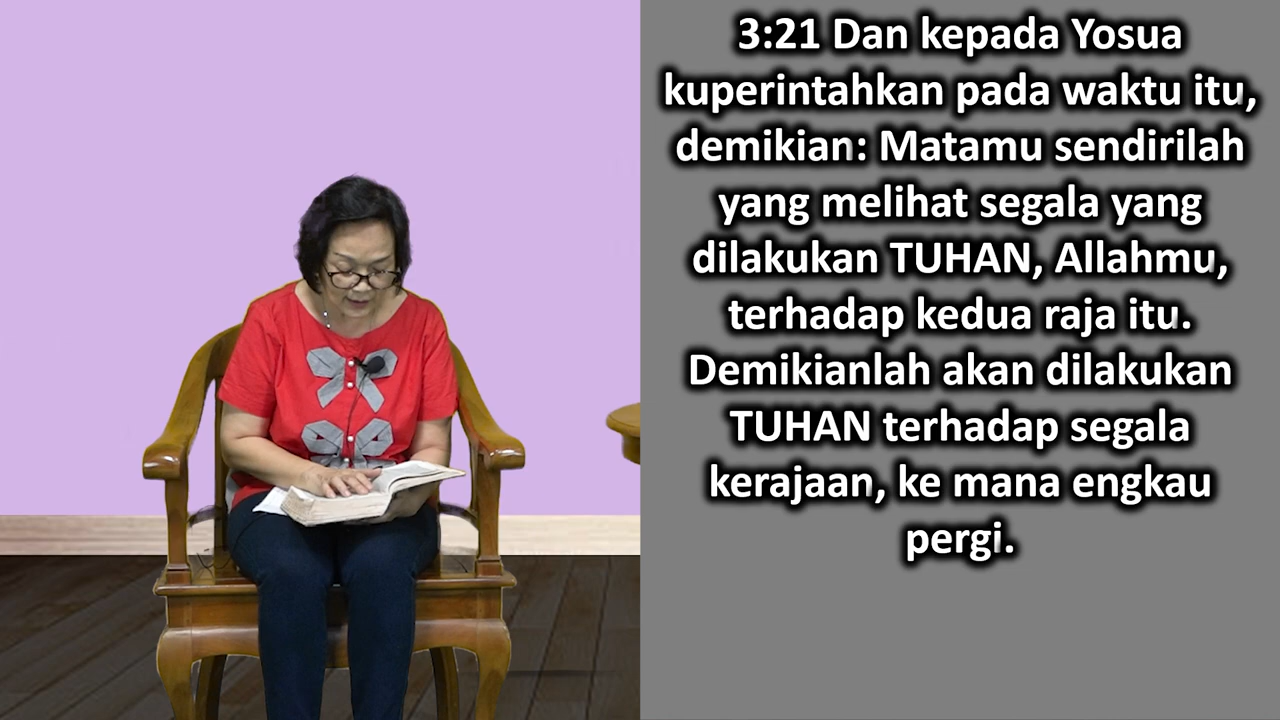 3:21 Dan kepada Yosua
kuperintahkan pada waktu itu,
demikian: Matamu sendirilah
yang melihat segala yang
dilakukan TUHAN, Allahmu,
terhadap kedua raja itu.
Demikianlah akan dilakukan
TUHAN terhadap segala
kerajaan, ke mana engkau
pergi.